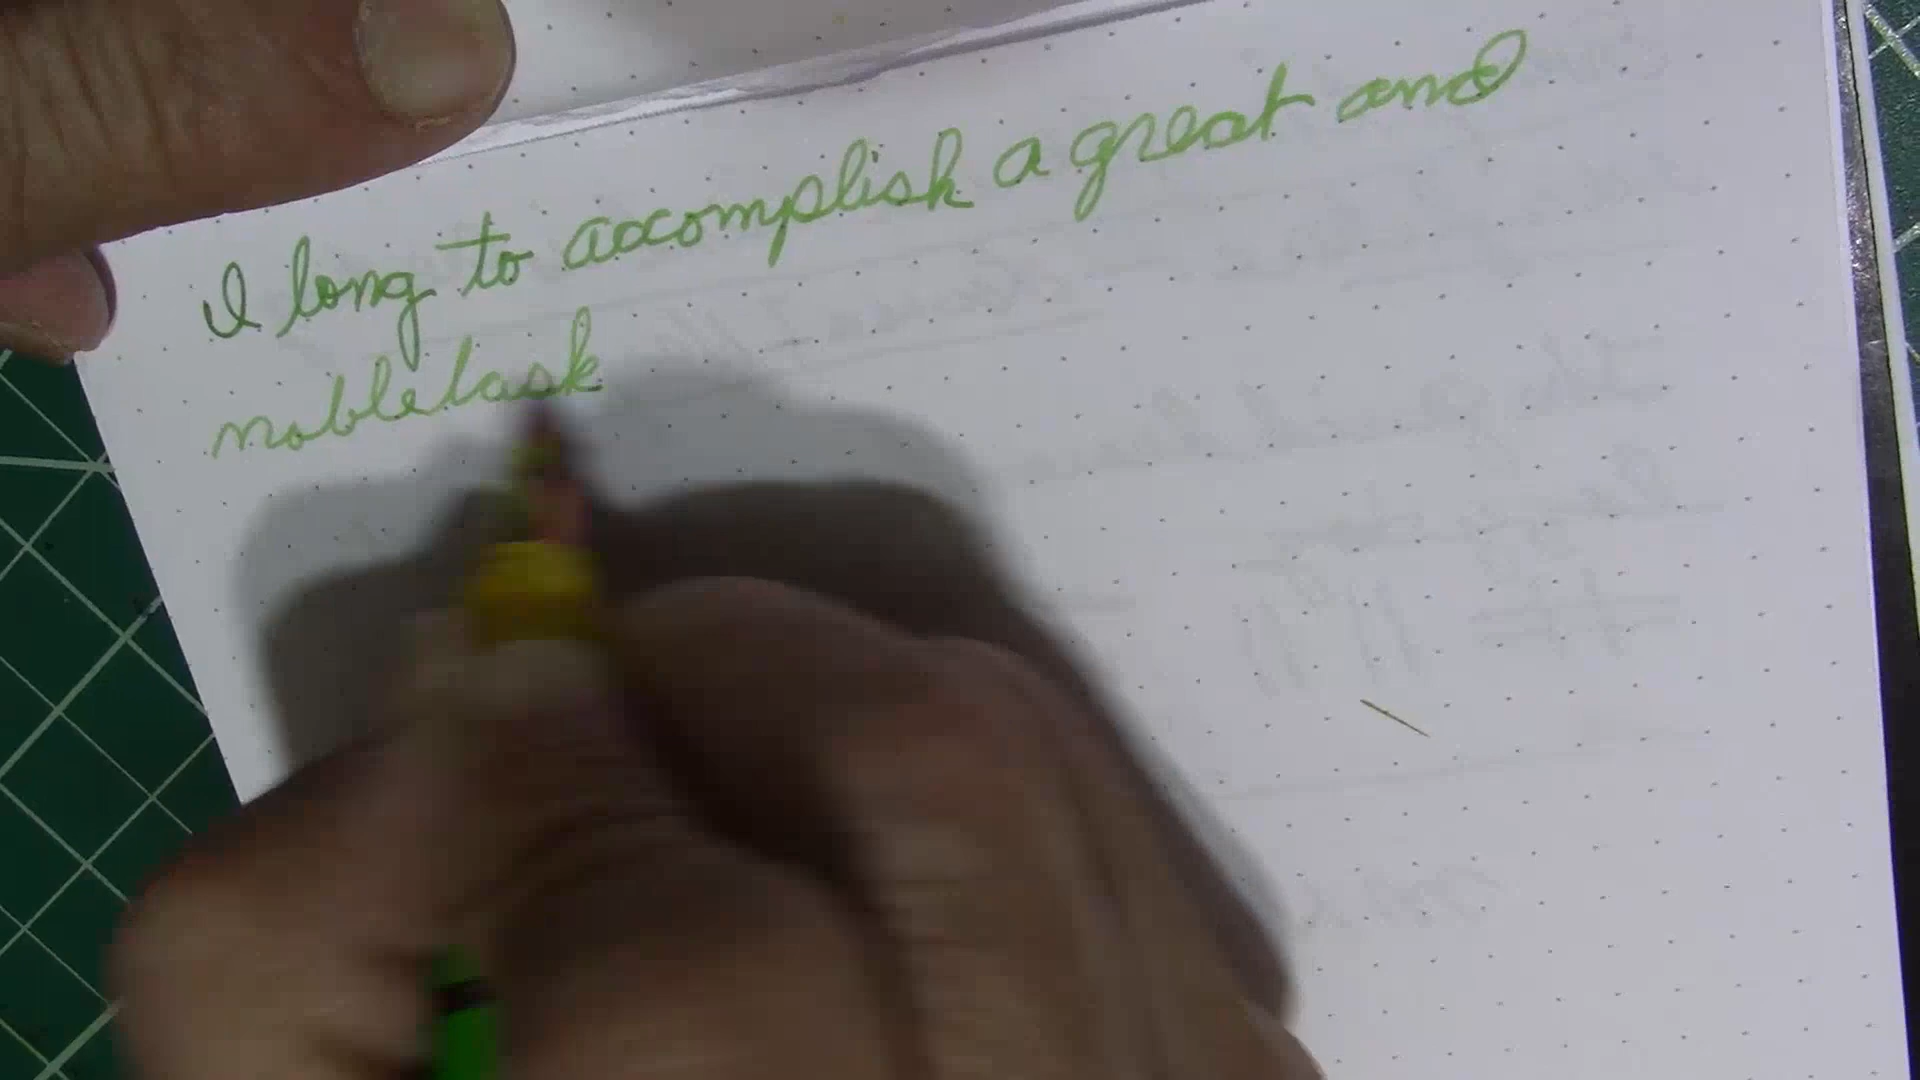 I long to accomplish a great and
noble task